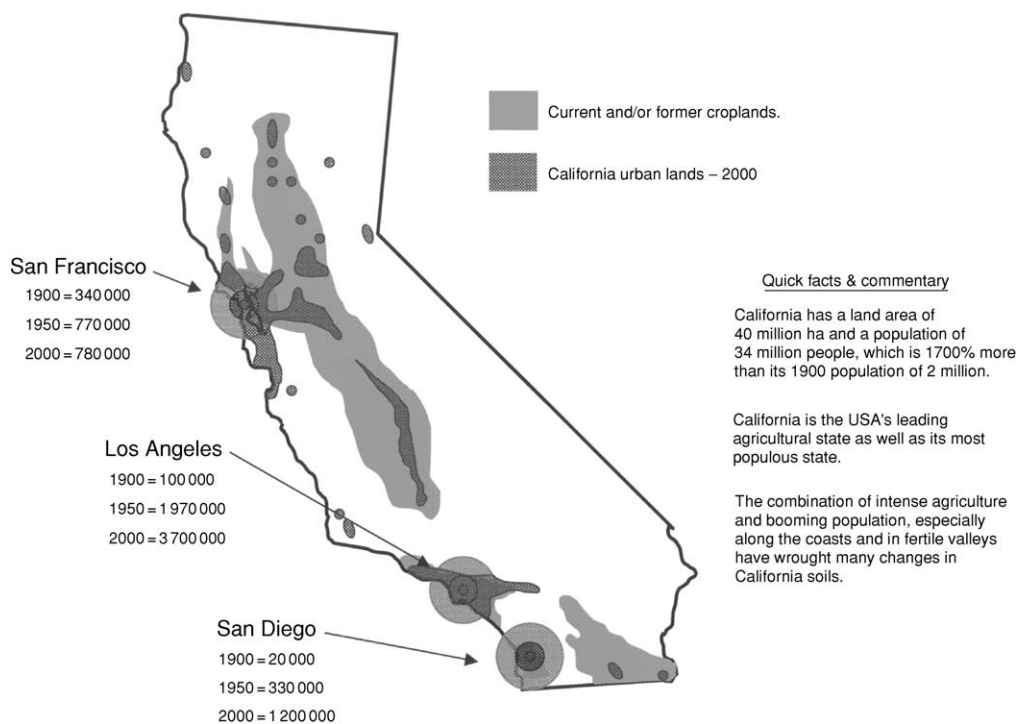 Current and/or former croplands.
California urban lands – 2000
San Francisco
1900 = 340 000
1950 = 770 000
2000 = 780 000
Los Angeles
1900 = 100 000
1950 = 1 970 000
2000 = 3 700 000
San Diego
1900 = 20 000
1950 = 330 000
2000 = 1 200 000
Quick facts & commentary
California has a land area of
40 million ha and a population of
34 million people, which is 1700% more
than its 1900 population of 2 million.
California is the USA's leading
agricultural state as well as its most
populous state.
The combination of intense agriculture
and booming population, especially
along the coasts and in fertile valleys
have wrought many changes in
California soils.